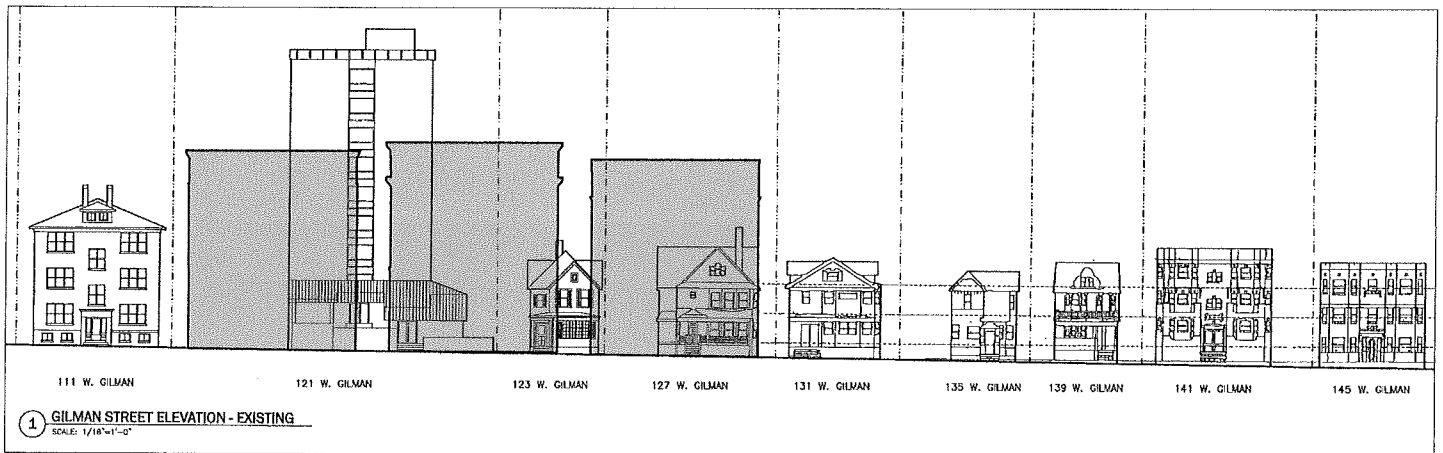 111 W. GILMAN
121 W. GILMAN
123 W. GILMAN
127 W. GILMAN
131 W. GILMAN
135 W. GILMAN
139 W. GILMAN
141 W. GILMAN
145 W. GILMAN
1
GILMAN STREET ELEVATION - EXISTING
SCALE: 1/16"=1'-0"